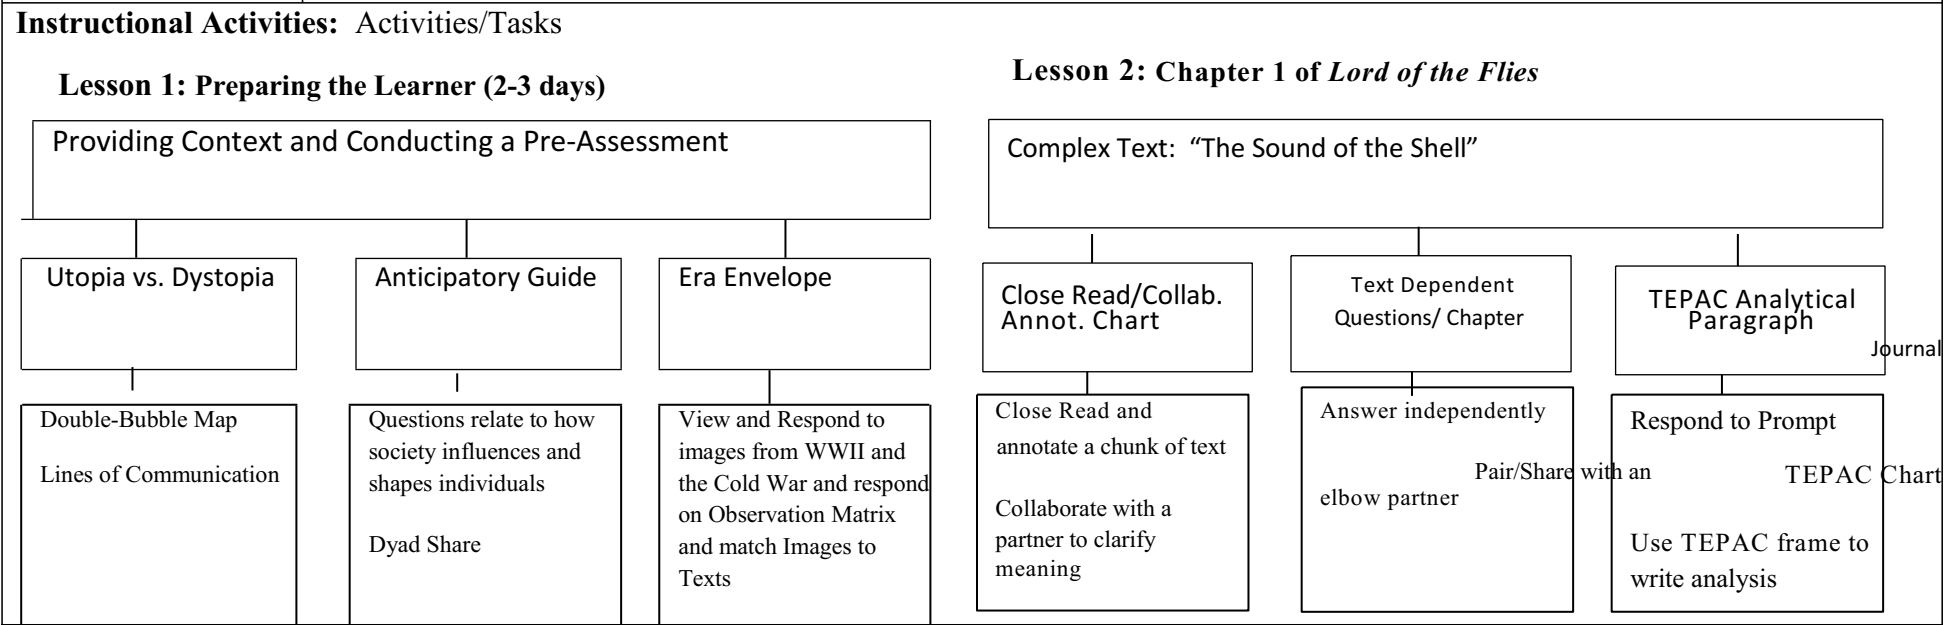 Instructional Activities: Activities/Tasks
Lesson 1: Preparing the Learner (2-3 days)
Providing Context and Conducting a Pre-Assessment
Utopia vs. Dystopia
Double-Bubble Map
Lines of Communication
Anticipatory Guide
Questions relate to how
society influences and
shapes individuals
Dyad Share
Era Envelope
View and Respond to
images from WWII and
the Cold War and respond
on Observation Matrix
and match Images to
Texts
Lesson 2: Chapter 1 of Lord of the Flies
Complex Text: “The Sound of the Shell”
Close Read/Collab.
Annot. Chart
Close Read and
annotate a chunk of text
Collaborate with a
partner to clarify
meaning
Text Dependent
Questions/ Chapter
Journal
Answer independently
Pair/Share with an
elbow partner
TEPAC Analytical
Paragraph
Respond to Prompt
TEPAC Chart
Use TEPAC frame to
write analysis